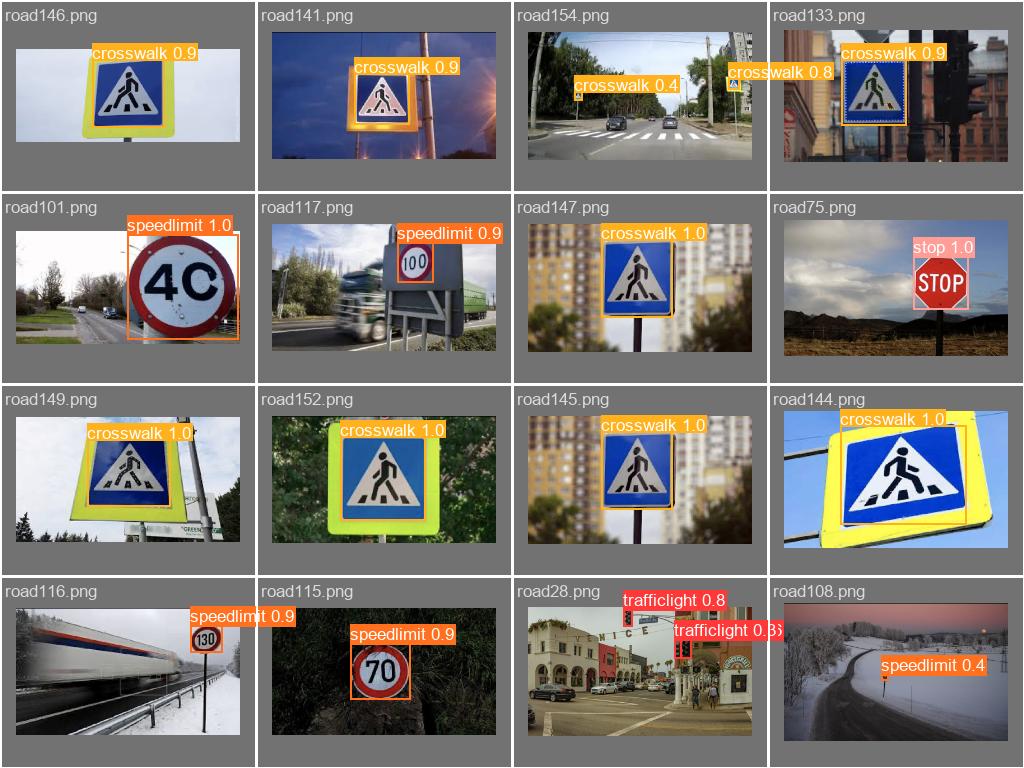 road146.png
crosswalk 0.9
road141.png
crosswalk 0.9
road154.png
crosswalk 0.4
crosswalk 0.8
road133.png
crosswalk 0.9
road101.png
speedlimit 1.0
4C
road117.png
speedlimit 0.9
100
road147.png
crosswalk 1.0
road75.png
stop 1.0
STOP
road149.png
crosswalk 1.0
road152.png
crosswalk 1.0
road145.png
crosswalk 1.0
road144.png
crosswalk 1.0
road116.png
speedlimit 0.9
130
road115.png
speedlimit 0.9
70
road28.png
trafficlight 0.8
VENICE
road108.png
speedlimit 0.4